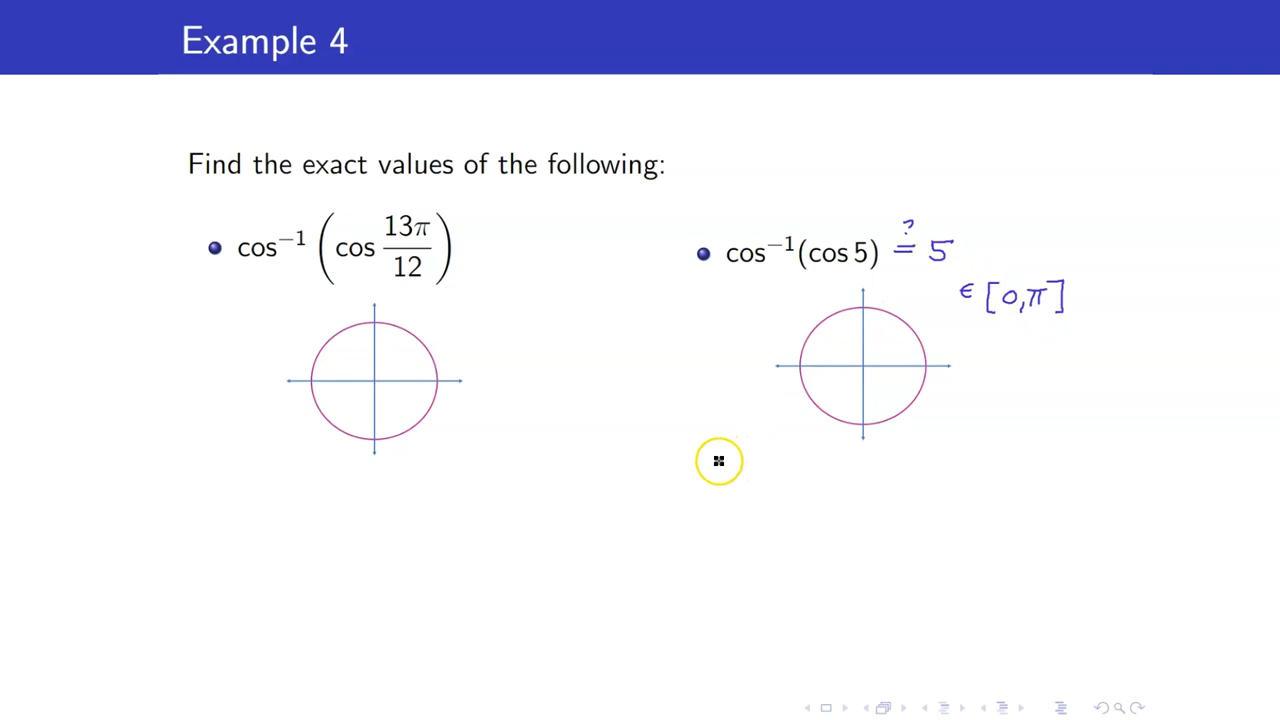 Example 4
Find the exact values of the following:
cos⁻¹ (cos 13π/12)
cos⁻¹(cos 5) ≟ 5
∈ [0,π]